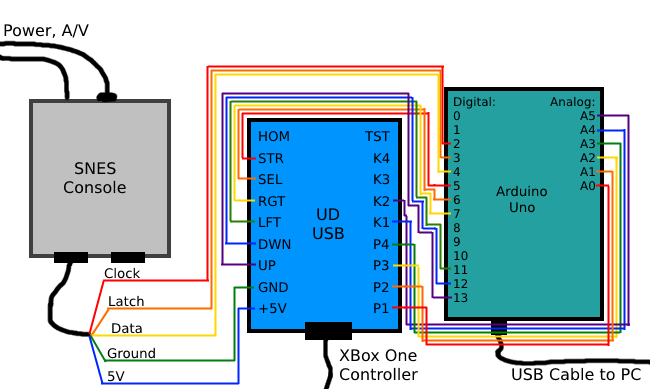 Power, A/V
SNES
Console
Clock
Latch
Data
Ground
5V
HOM TST
STR K4
SEL K3
RGT K2
LFT K1
DWN P4
UP P3
GND P2
+5V P1
UD
USB
XBox One
Controller
Digital: Analog:
0 A5
1 A4
2 A3
3 A2
4 A1
5 A0
6
7
8
9
10
11
12
13
Arduino
Uno
USB Cable to PC